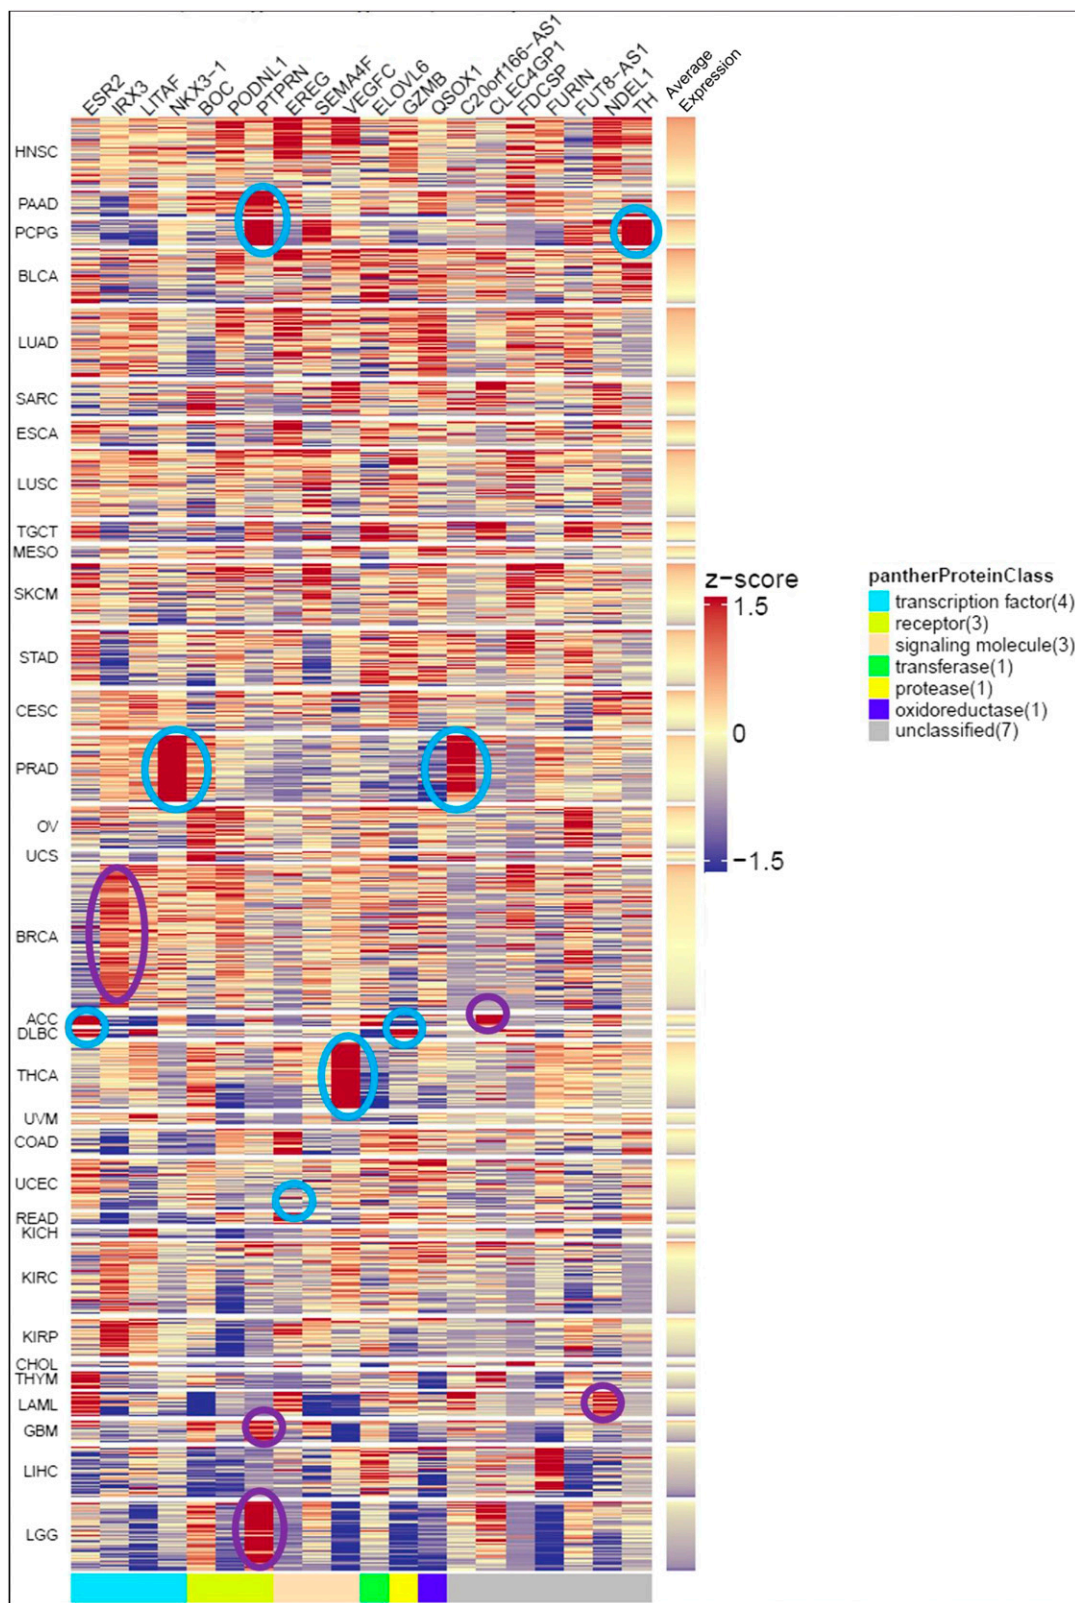 ESR2
IRX3
LITAF
NKX3-1
BOC
PODNL1
PTPRN
EREG
SEMA4F
VEGFC
ELOVL6
GZMB
QSOX1
C20orf166-AS1
CLEC4GP1
FDCSP
FURIN
FUT8-AS1
NDEL1
TH
Average
Expression
HNSC
PAAD
PCPG
BLCA
LUAD
SARC
ESCA
LUSC
TGCT
MESO
SKCM
STAD
CESC
PRAD
OV
UCS
BRCA
ACC
DLBC
THCA
UVM
COAD
UCEC
READ
KICH
KIRC
KIRP
CHOL
THYM
LAML
GBM
LIHC
LGG
z-score
1.5
0
-1.5
pantherProteinClass
transcription factor(4)
receptor(3)
signaling molecule(3)
transferase(1)
protease(1)
oxidoreductase(1)
unclassified(7)